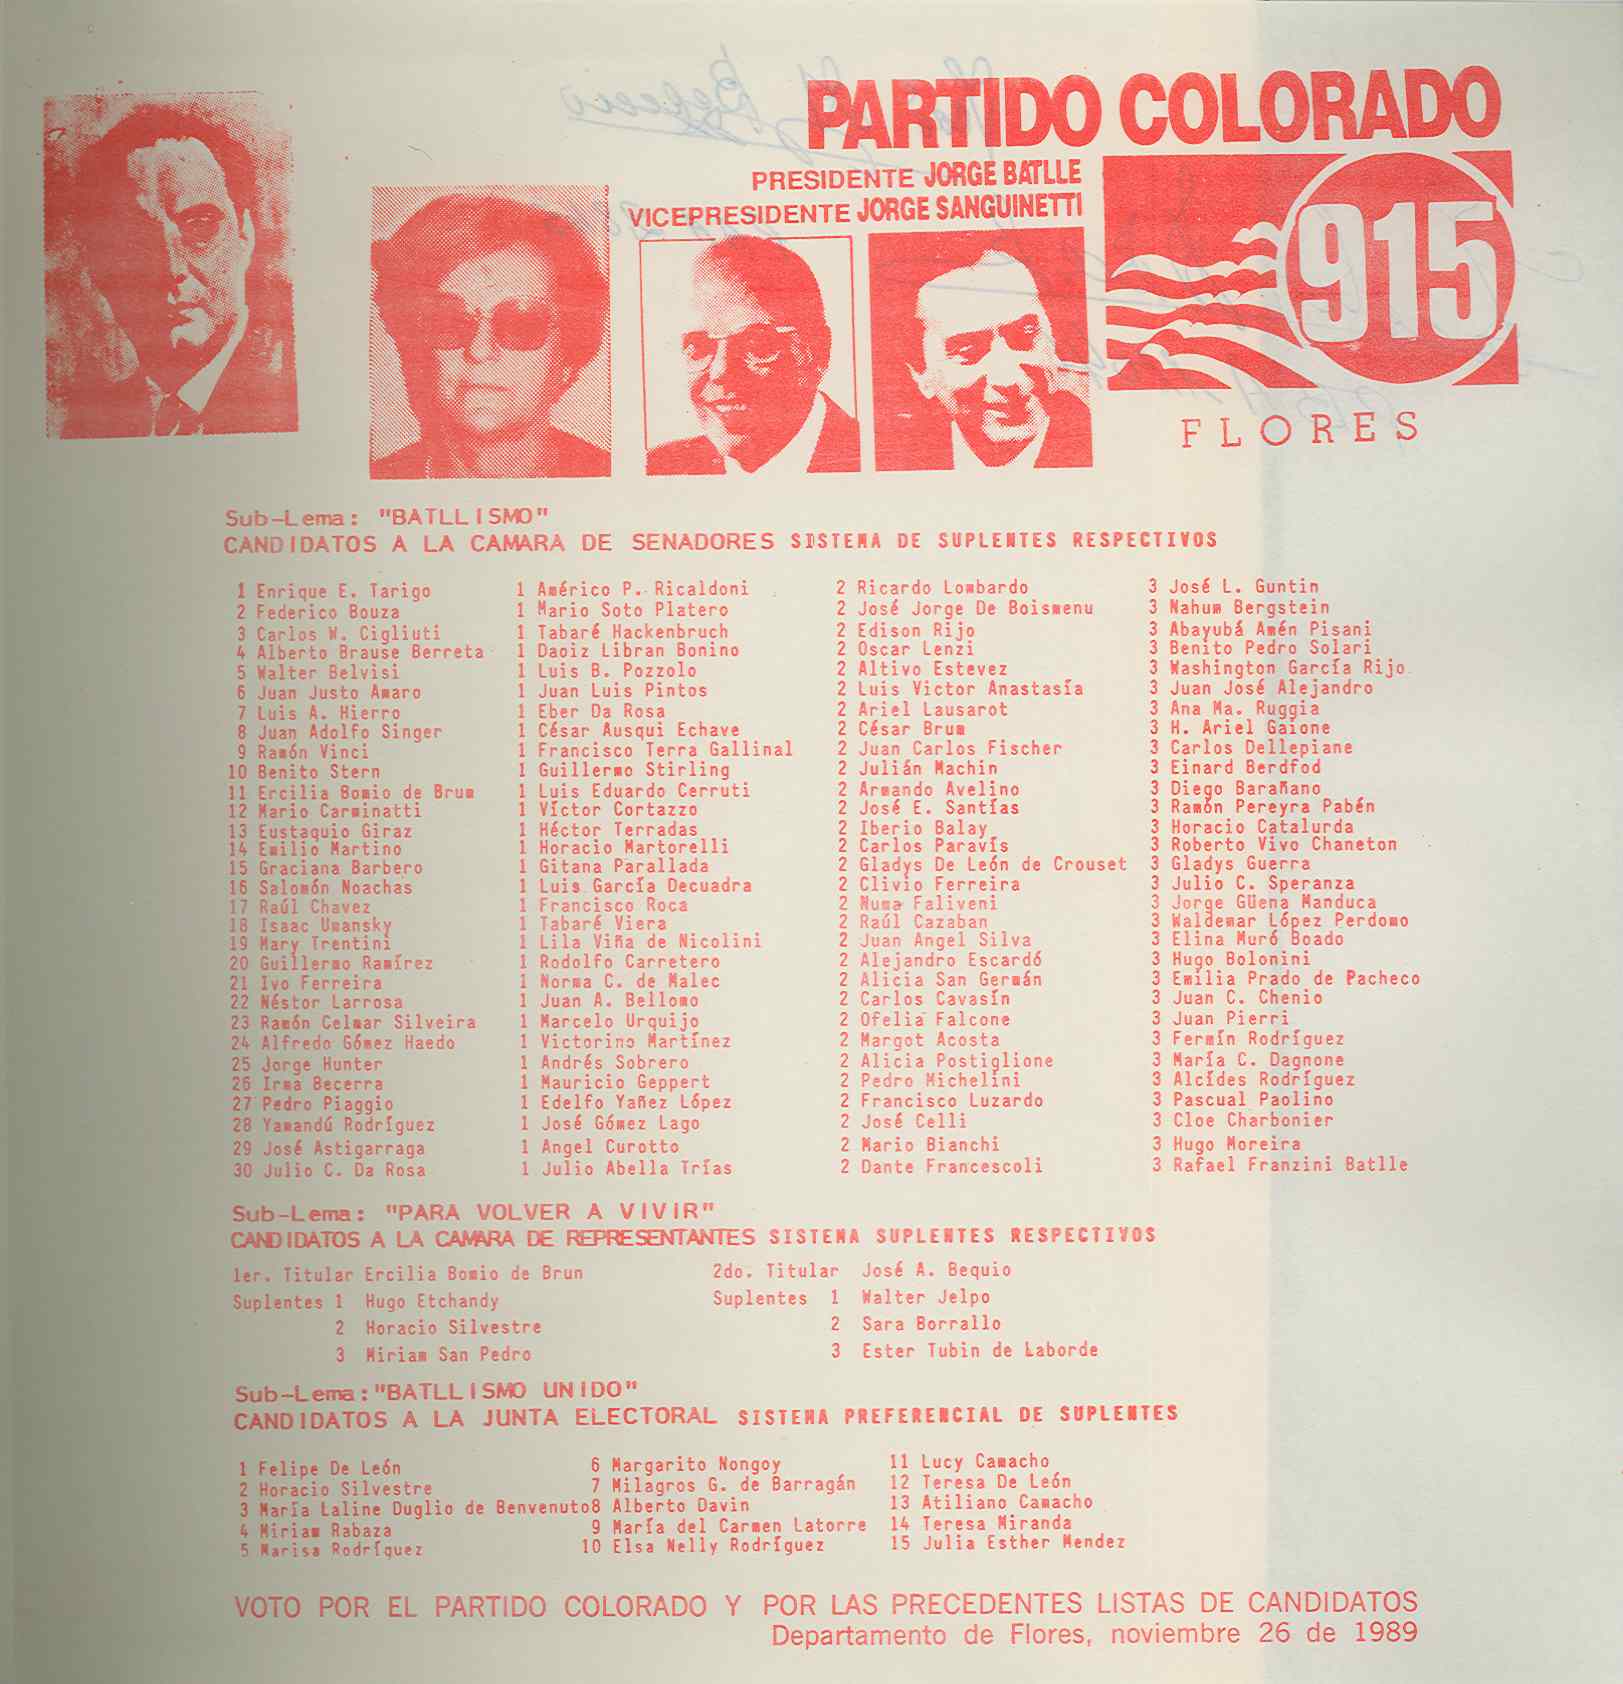 PARTIDO COLORADO
PRESIDENTE JORGE BATLLE
VICEPRESIDENTE JORGE SANGUINETTI
915
FLORES
Sub-Lema: "BATLLISMO"
CANDIDATOS A LA CAMARA DE SENADORES SISTEMA DE SUPLENTES RESPECTIVOS
1 Enrique E. Tarigo 1 Américo P. Ricaldoni 2 Ricardo Lombardo 3 José L. Guntin
2 Federico Bouza 1 Mario Soto Platero 2 José Jorge De Boismenu 3 Nahum Bergstein
3 Carlos W. Cigliuti 1 Tabaré Hackenbruch 2 Edison Rijo 3 Abayubá Amén Pisani
4 Alberto Brause Berreta 1 Daoiz Libran Bonino 2 Oscar Lenzi 3 Benito Pedro Solari
5 Walter Belvisi 1 Luis B. Pozzolo 2 Altivo Estevez 3 Washington García Rijo
6 Juan Justo Amaro 1 Juan Luis Pintos 2 Luis Victor Anastasía 3 Juan José Alejandro
7 Luis A. Hierro 1 Eber Da Rosa 2 Ariel Lausarot 3 Ana Ma. Ruggia
8 Juan Adolfo Singer 1 César Ausqui Echave 2 César Brum 3 H. Ariel Gaione
9 Ramón Vinci 1 Francisco Terra Gallinal 2 Juan Carlos Fischer 3 Carlos Dellepiane
10 Benito Stern 1 Guillermo Stirling 2 Julián Machin 3 Einard Berdfod
11 Ercilia Bomio de Brum 1 Luis Eduardo Cerruti 2 Armando Avelino 3 Diego Barañano
12 Mario Carminatti 1 Víctor Cortazzo 2 José E. Santías 3 Ramón Pereyra Pabén
13 Eustaquio Giraz 1 Héctor Terradas 2 Iberio Balay 3 Horacio Catalurda
14 Emilio Martino 1 Horacio Martorelli 2 Carlos Paravís 3 Roberto Vivo Chaneton
15 Graciana Barbero 1 Gitana Parallada 2 Gladys De León de Crouset 3 Gladys Guerra
16 Salomón Noachas 1 Luis García Decuadra 2 Clivio Ferreira 3 Julio C. Speranza
17 Raúl Chavez 1 Francisco Roca 2 Numa Faliveni 3 Jorge Güena Manduca
18 Isaac Umansky 1 Tabaré Viera 2 Raúl Cazaban 3 Waldemar López Perdomo
19 Mary Trentini 1 Lila Viña de Nicolini 2 Juan Angel Silva 3 Elina Muró Boado
20 Guillermo Ramírez 1 Rodolfo Carretero 2 Alejandro Escardó 3 Hugo Bolonini
21 Ivo Ferreira 1 Norma C. de Malec 2 Alicia San Germán 3 Emilia Prado de Pacheco
22 Néstor Larrosa 1 Juan A. Bellomo 2 Carlos Cavasín 3 Juan C. Chenio
23 Ramón Celmar Silveira 1 Marcelo Urquijo 2 Ofelia Falcone 3 Juan Pierri
24 Alfredo Gómez Haedo 1 Victorino Martínez 2 Margot Acosta 3 Fermín Rodríguez
25 Jorge Hunter 1 Andrés Sobrero 2 Alicia Postiglione 3 María C. Dagnone
26 Irma Becerra 1 Mauricio Geppert 2 Pedro Michelini 3 Alcídes Rodríguez
27 Pedro Piaggio 1 Edelfo Yañez López 2 Francisco Luzardo 3 Pascual Paolino
28 Yamandú Rodríguez 1 José Gómez Lago 2 José Celli 3 Cloe Charbonier
29 José Astigarraga 1 Angel Curotto 2 Mario Bianchi 3 Hugo Moreira
30 Julio C. Da Rosa 1 Julio Abella Trías 2 Dante Francescoli 3 Rafael Franzini Batlle
Sub-Lema: "PARA VOLVER A VIVIR"
CANDIDATOS A LA CAMARA DE REPRESENTANTES SISTEMA SUPLENTES RESPECTIVOS
1er. Titular Ercilia Bomio de Brun 2do. Titular José A. Bequio
Suplentes 1 Hugo Etchandy Suplentes 1 Walter Jelpo
2 Horacio Silvestre 2 Sara Borrallo
3 Miriam San Pedro 3 Ester Tubin de Laborde
Sub-Lema:"BATLLISMO UNIDO"
CANDIDATOS A LA JUNTA ELECTORAL SISTEMA PREFERENCIAL DE SUPLENTES
1 Felipe De León 6 Margarito Nongoy 11 Lucy Camacho
2 Horacio Silvestre 7 Milagros G. de Barragán 12 Teresa De León
3 María Laline Duglio de Benvenuto 8 Alberto Davin 13 Atiliano Camacho
4 Miriam Rabaza 9 María del Carmen Latorre 14 Teresa Miranda
5 Marisa Rodríguez 10 Elsa Nelly Rodríguez 15 Julia Esther Mendez
VOTO POR EL PARTIDO COLORADO Y POR LAS PRECEDENTES LISTAS DE CANDIDATOS
Departamento de Flores, noviembre 26 de 1989